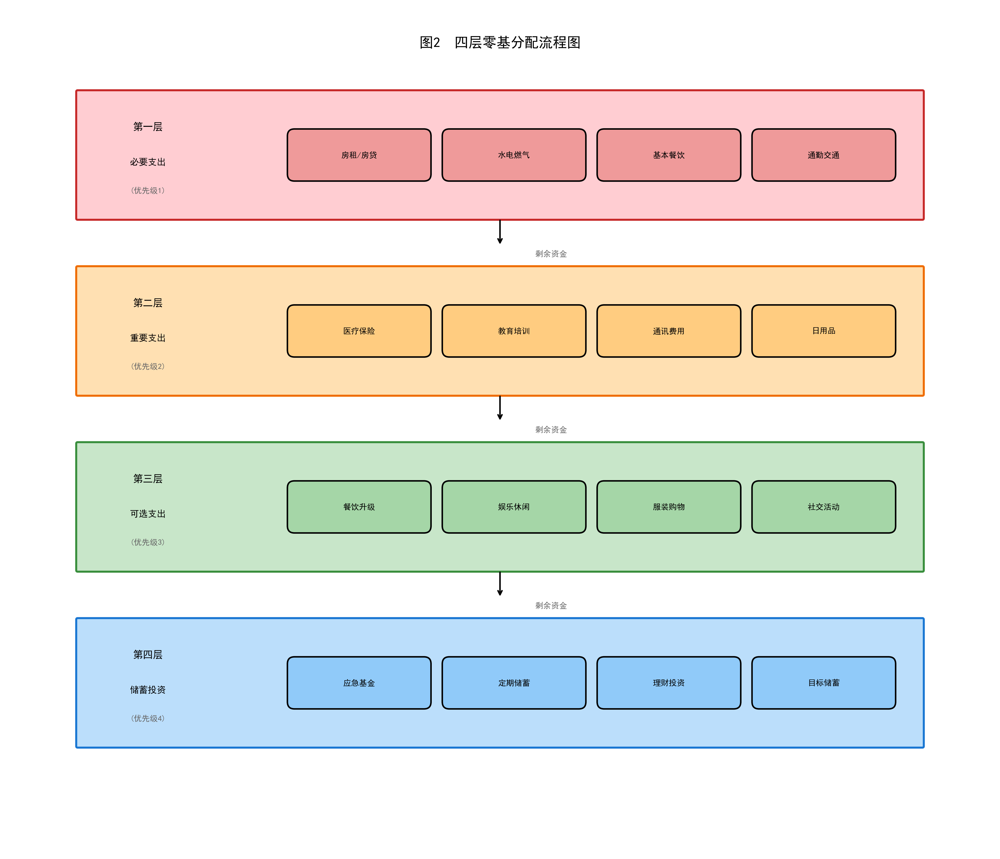 图2 四层零基分配流程图
第一层
必要支出
(优先级1)
房租/房贷
水电燃气
基本餐饮
通勤交通
剩余资金
第二层
重要支出
(优先级2)
医疗保险
教育培训
通讯费用
日用品
剩余资金
第三层
可选支出
(优先级3)
餐饮升级
娱乐休闲
服装购物
社交活动
剩余资金
第四层
储蓄投资
(优先级4)
应急基金
定期储蓄
理财投资
目标储蓄